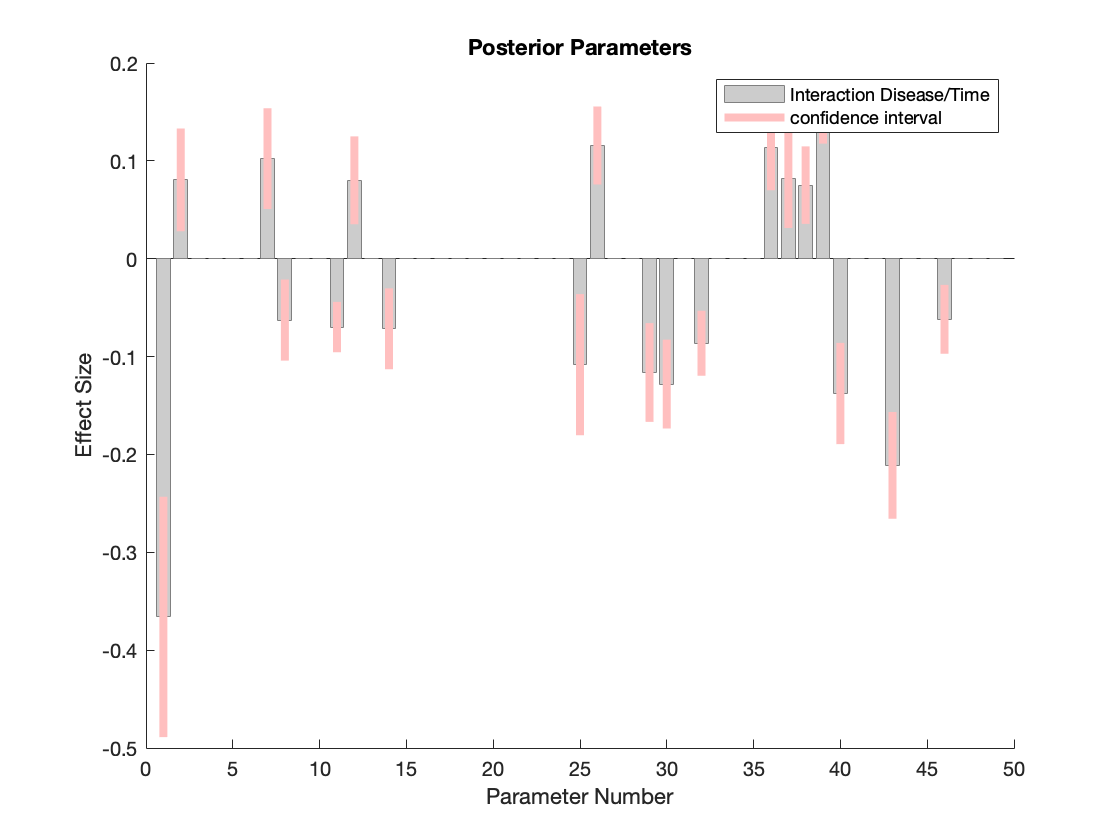 Posterior Parameters
Interaction Disease/Time
confidence interval
Effect Size
0.2
0.1
0
-0.1
-0.2
-0.3
-0.4
-0.5
0 5 10 15 20 25 30 35 40 45 50
Parameter Number